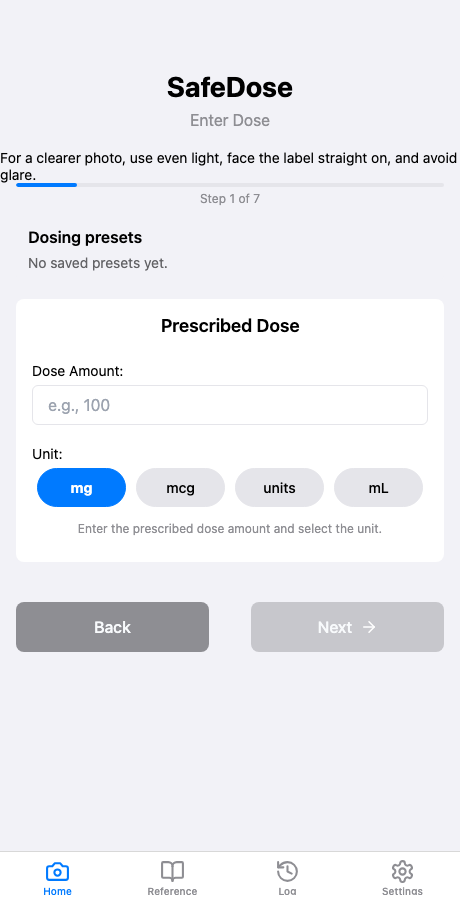 SafeDose
Enter Dose
For a clearer photo, use even light, face the label straight on, and avoid
glare.
Step 1 of 7
Dosing presets
No saved presets yet.
Prescribed Dose
Dose Amount:
e.g., 100
Unit:
mg mcg units mL
Enter the prescribed dose amount and select the unit.
Back Next →
Home Reference Log Settings